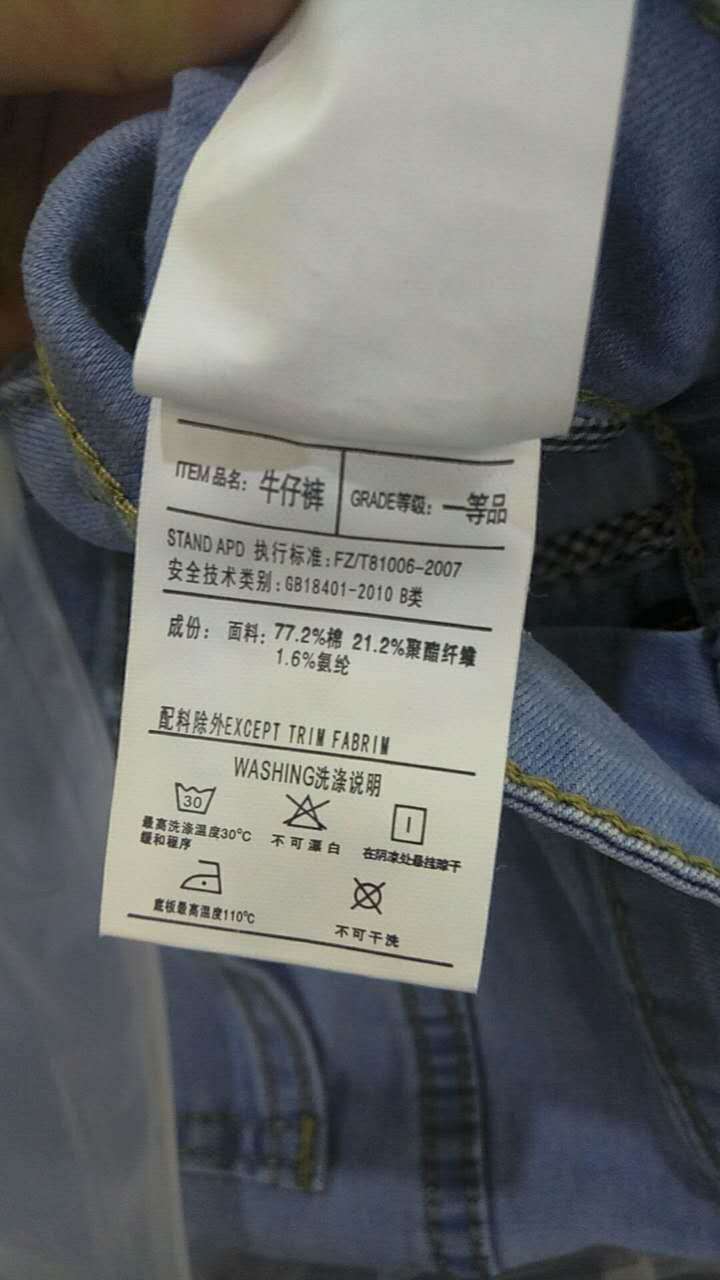 ITEM 品名: 牛仔裤 GRADE等级: 一等品
STAND APD 执行标准: FZ/T81006-2007
安全技术类别: GB18401-2010 B类
成份: 面料: 77.2%棉 21.2%聚酯纤维
1.6%氨纶
配料除外EXCEPT TRIM FABRIM
WASHING洗涤说明
30
最高洗涤温度30℃
缓和程序
不可漂白
在阴凉处悬挂晾干
底板最高温度110℃
不可干洗